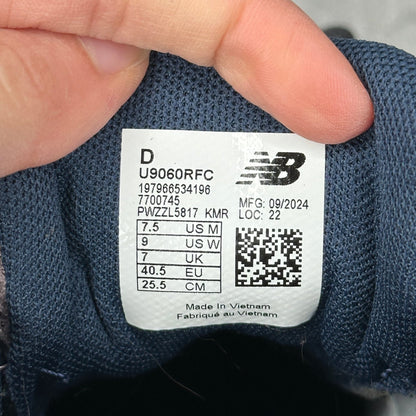 D
U9060RFC
197966534196
7700745
PWZZL5817 KMR
NB
MFG: 09/2024
LOC: 22
7.5 US M
9 US W
7 UK
40.5 EU
25.5 CM
Made in Vietnam
Fabriqué au Vietnam